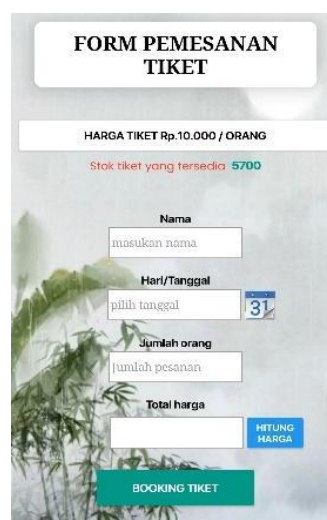 FORM PEMESANAN
TIKET
HARGA TIKET Rp.10.000 / ORANG
Stok tiket yang tersedia 5700
Nama
masukan nama
Hari/Tanggal
pilih tanggal
31
Jumlah orang
Jumlah pesanan
Total harga
HITUNG
HARGA
BOOKING TIKET